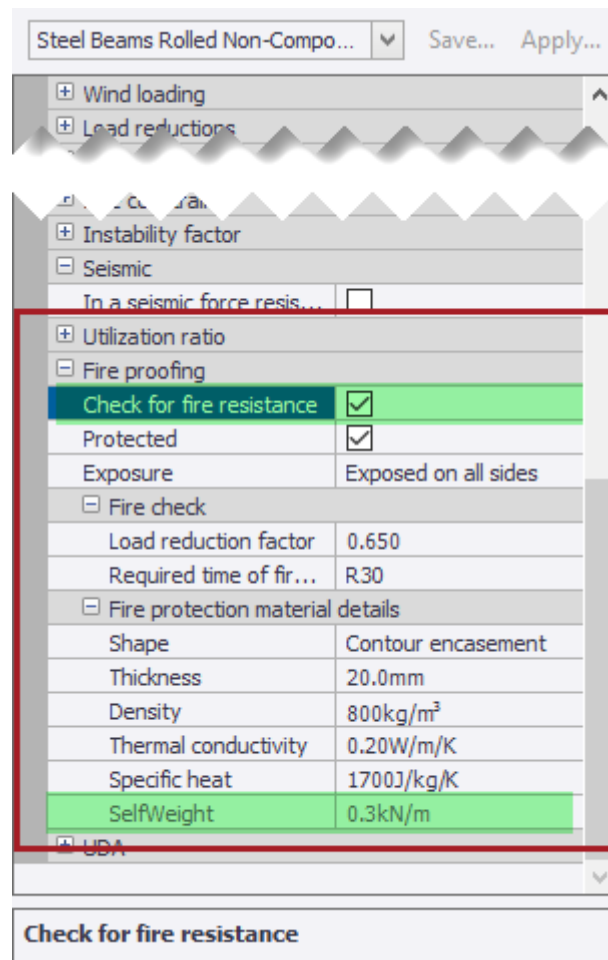 Steel Beams Rolled Non-Compo... Save... Apply...
Wind loading
Load reductions
Instability factor
Seismic
In a seismic force resis...
Utilization ratio
Fire proofing
Check for fire resistance
Protected
Exposure Exposed on all sides
Fire check
Load reduction factor 0.650
Required time of fir... R30
Fire protection material details
Shape Contour encasement
Thickness 20.0mm
Density 800kg/m³
Thermal conductivity 0.20W/m/K
Specific heat 1700J/kg/K
SelfWeight 0.3kN/m
UDA
Check for fire resistance